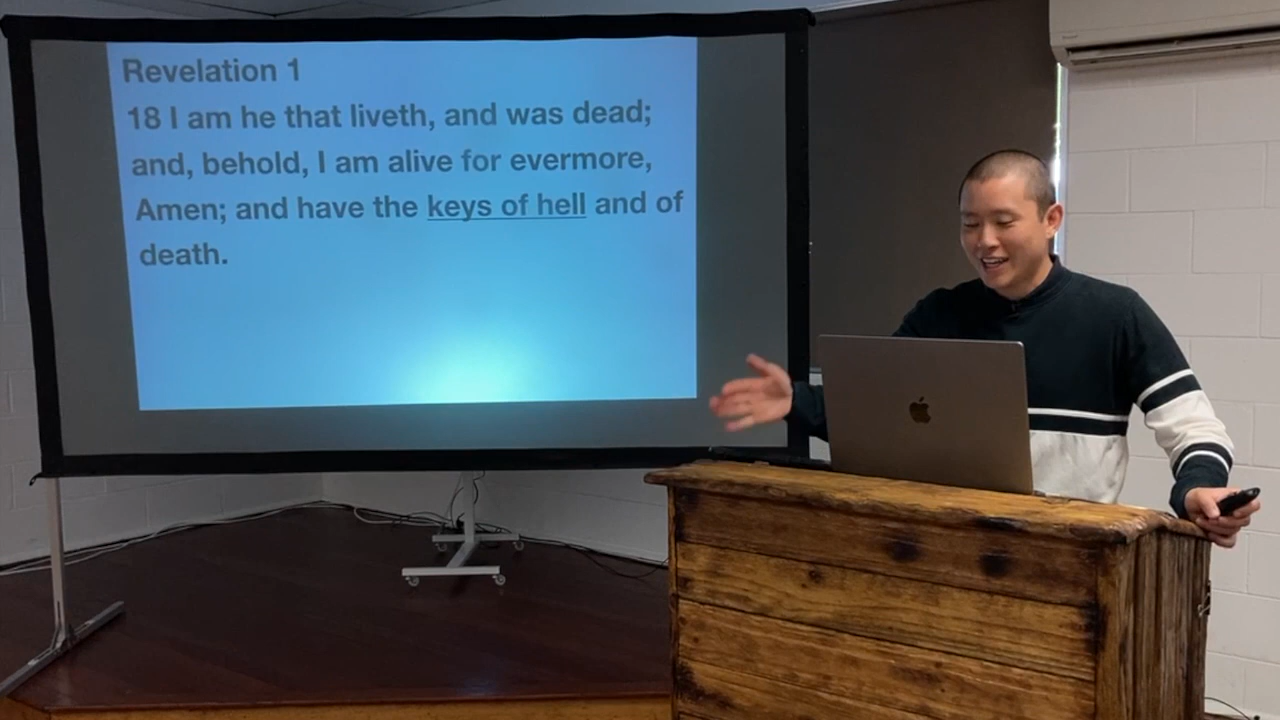 Revelation 1
18 I am he that liveth, and was dead;
and, behold, I am alive for evermore,
Amen; and have the keys of hell and of
death.